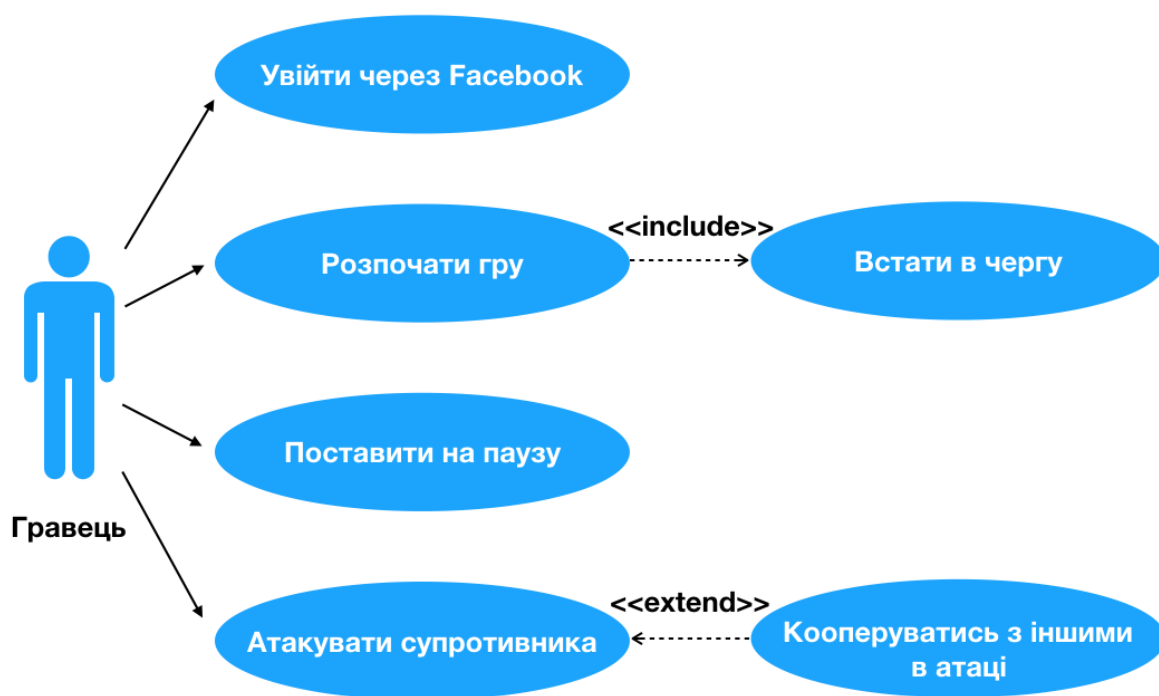 Увійти через Facebook
<<include>>
Розпочати гру
Встати в чергу
Поставити на паузу
Гравець
<<extend>>
Атакувати супротивника
Кооперуватись з іншими
в атаці